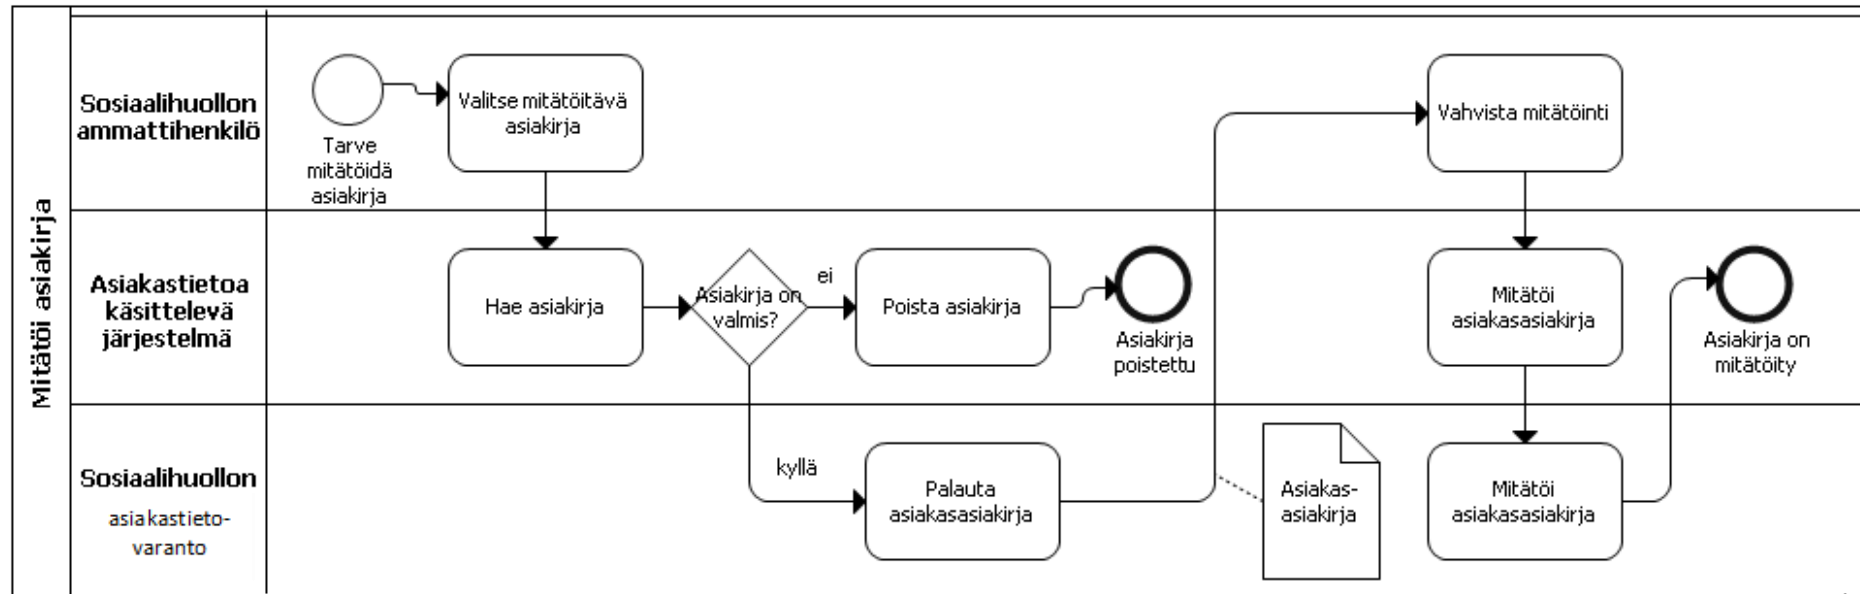 Mitätöi asiakirja
Sosiaalihuollon
ammattihenkilö
Tarve
mitätöidä
asiakirja
Valitse mitätöitävä
asiakirja
Vahvista mitätöinti
Asiakastietoa
käsittelevä
järjestelmä
Hae asiakirja
Asiakirja on
valmis?
ei
Poista asiakirja
Asiakirja
poistettu
Mitätöi
asiakasasiakirja
Asiakirja on
mitätöity
Sosiaalihuollon
asiakastieto-
varanto
kyllä
Palauta
asiakasasiakirja
Asiakas-
asiakirja
Mitätöi
asiakasasiakirja